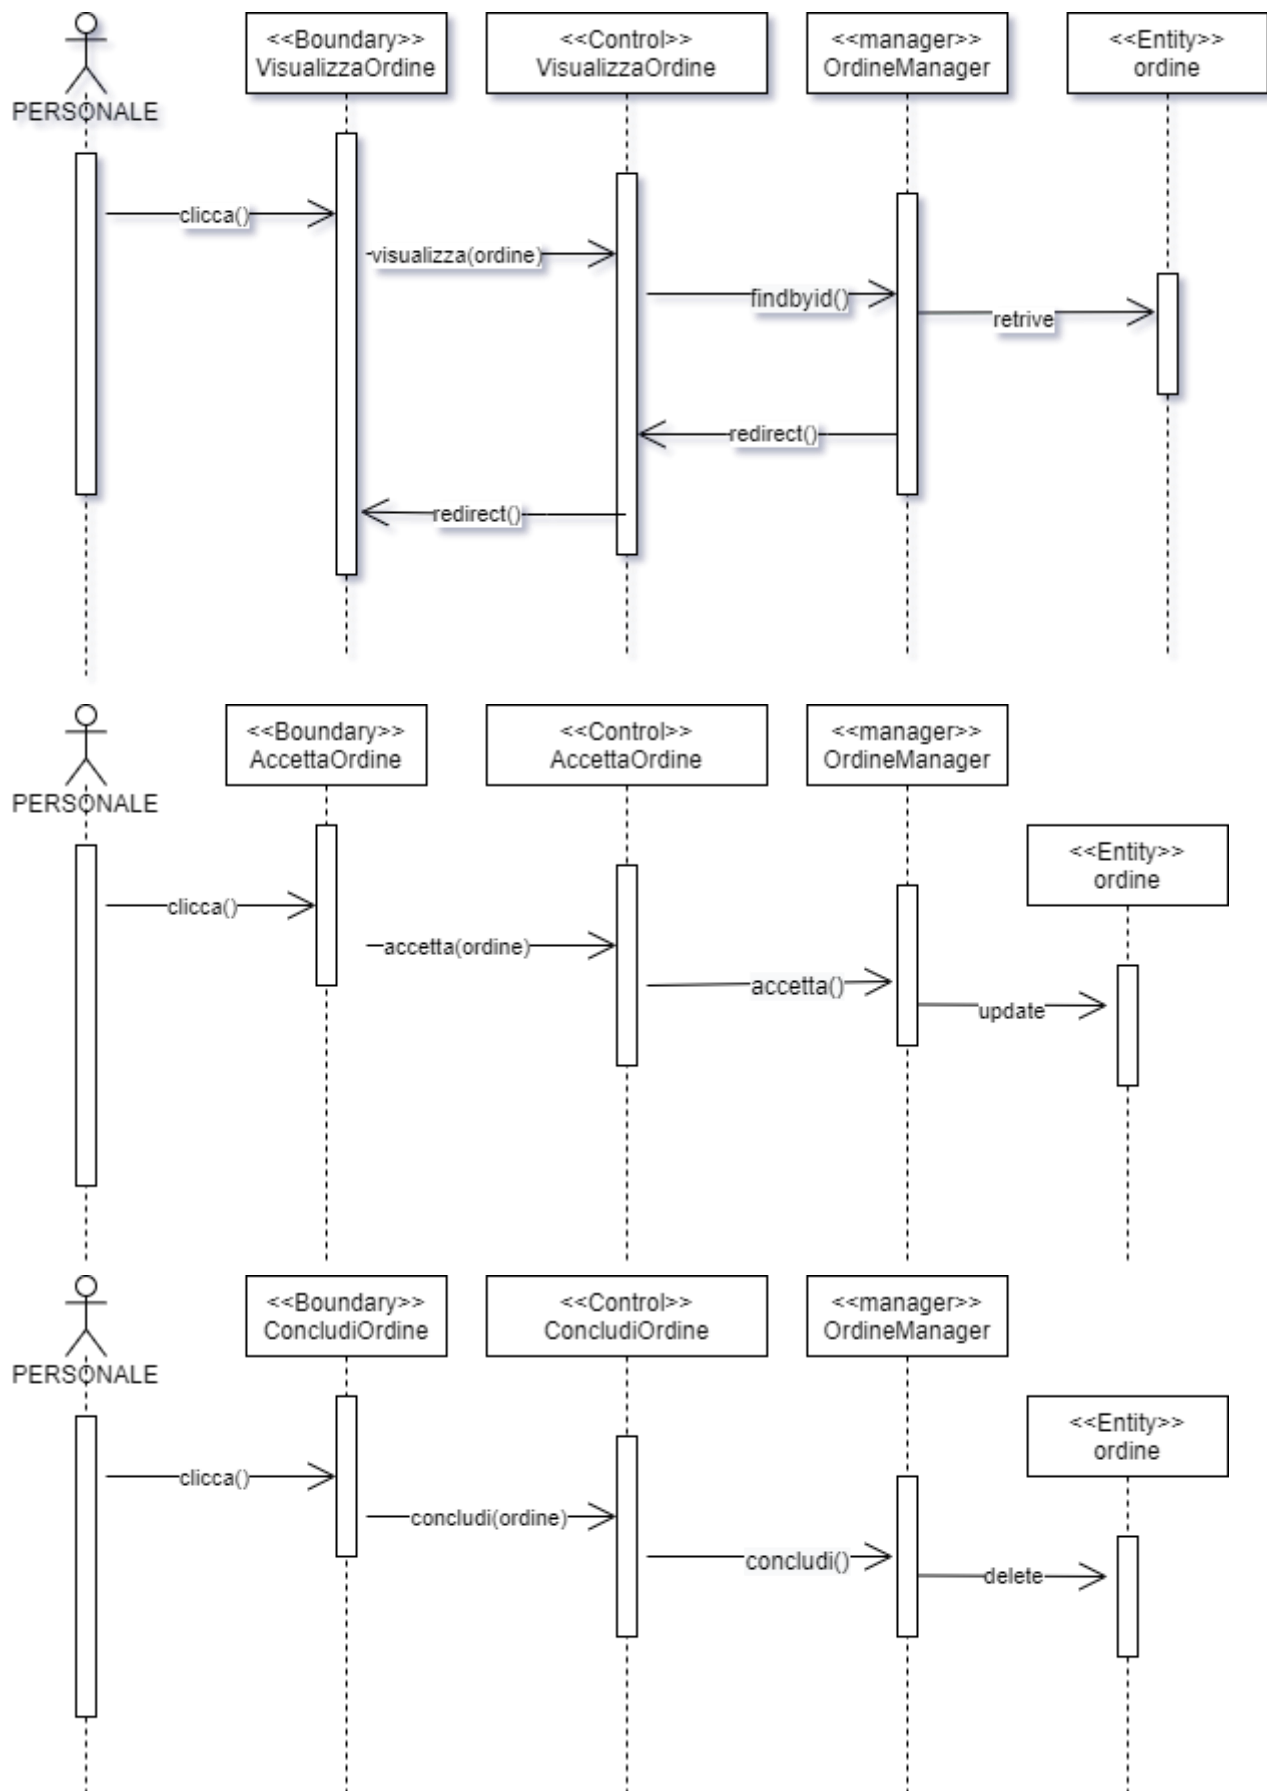 <<Boundary>>
VisualizzaOrdine
<<Control>>
VisualizzaOrdine
<<manager>>
OrdineManager
<<Entity>>
ordine
PERSONALE
clicca()
visualizza(ordine)
findbyid()
retrive
redirect()
redirect()
<<Boundary>>
AccettaOrdine
<<Control>>
AccettaOrdine
<<manager>>
OrdineManager
PERSONALE
<<Entity>>
ordine
clicca()
accetta(ordine)
accetta()
update
<<Boundary>>
ConcludiOrdine
<<Control>>
ConcludiOrdine
<<manager>>
OrdineManager
PERSONALE
<<Entity>>
ordine
clicca()
concludi(ordine)
concludi()
delete